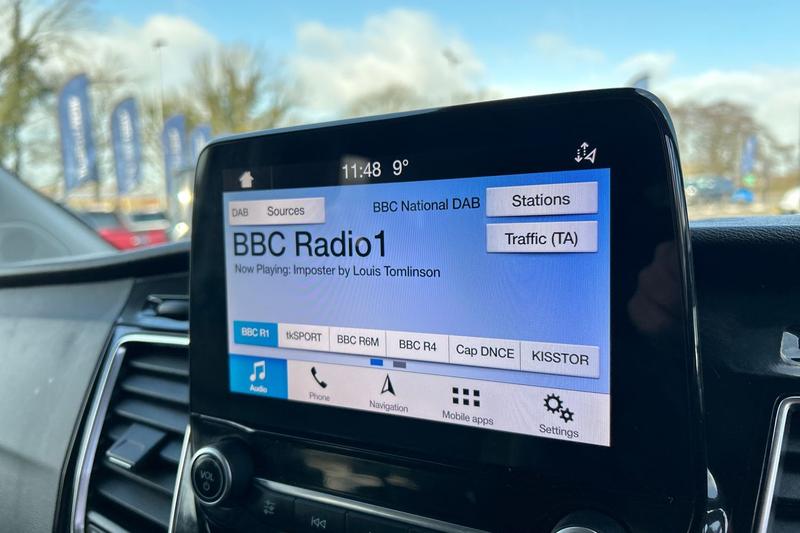 11:48 9°
DAB Sources
BBC National DAB
Stations
BBC Radio1
Traffic (TA)
Now Playing: Imposter by Louis Tomlinson
BBC R1 tkSPORT BBC R6M BBC R4 Cap DNCE KISSTOR
Audio Phone Navigation Mobile apps Settings
VOL